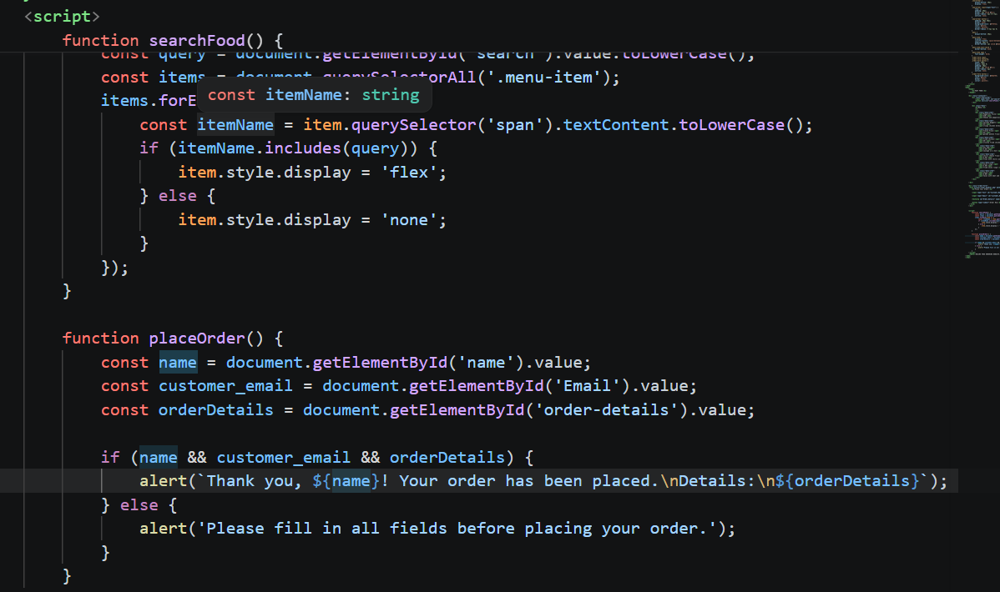 <script>
function searchFood() {
const query = document.getElementById('search').value.toLowerCase();
const items = document.querySelectorAll('.menu-item');
items.forE
const itemName: string
const itemName = item.querySelector('span').textContent.toLowerCase();
if (itemName.includes(query)) {
item.style.display = 'flex';
} else {
item.style.display = 'none';
}
});
}
function placeOrder() {
const name = document.getElementById('name').value;
const customer_email = document.getElementById('Email').value;
const orderDetails = document.getElementById('order-details').value;
if (name && customer_email && orderDetails) {
alert(`Thank you, ${name}! Your order has been placed.\nDetails:\n${orderDetails}`);
} else {
alert('Please fill in all fields before placing your order.');
}
}